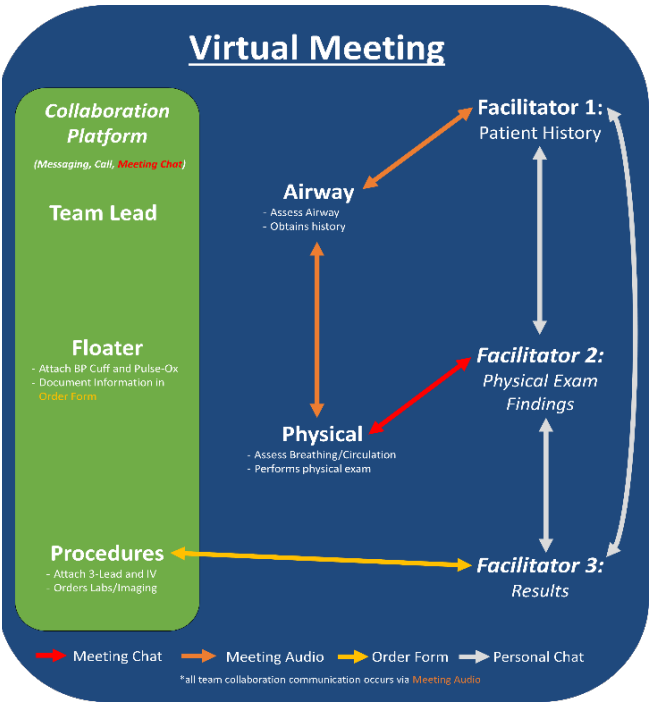 Virtual Meeting
Collaboration
Platform
(Messaging, Call, Meeting Chat)
Team Lead
Floater
- Attach BP Cuff and Pulse-Ox
- Document Information in
Order Form
Procedures
- Attach 3-Lead and IV
- Orders Labs/Imaging
Airway
- Assess Airway
- Obtains history
Physical
- Assess Breathing/Circulation
- Performs physical exam
Facilitator 1:
Patient History
Facilitator 2:
Physical Exam
Findings
Facilitator 3:
Results
Meeting Chat
Meeting Audio
Order Form
Personal Chat
*all team collaboration communication occurs via Meeting Audio